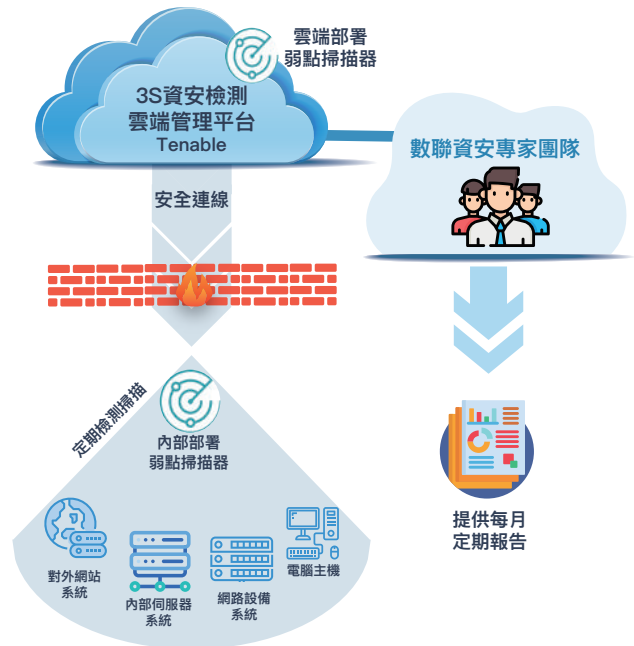 雲端部署
弱點掃描器
3S資安檢測
雲端管理平台
Tenable
數聯資安專家團隊
安全連線
定期檢測掃描
內部部署
弱點掃描器
對外網站
系統
內部伺服器
系統
網路設備
系統
電腦主機
提供每月
定期報告